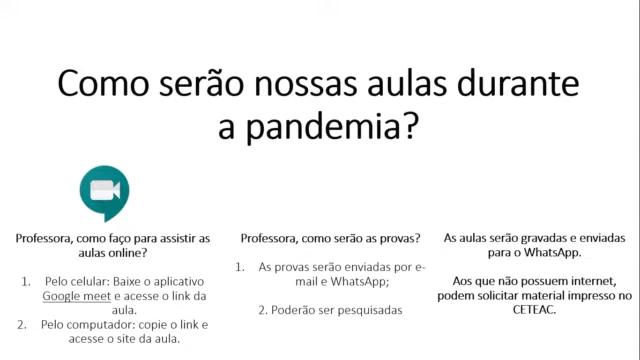 Como serão nossas aulas durante
a pandemia?
Professora, como faço para assistir as
aulas online?
1. Pelo celular: Baixe o aplicativo
Google meet e acesse o link da
aula.
2. Pelo computador: copie o link e
acesse o site da aula.
Professora, como serão as provas?
1. As provas serão enviadas por e-
mail e WhatsApp;
2. Poderão ser pesquisadas
As aulas serão gravadas e enviadas
para o WhatsApp.
Aos que não possuem internet,
podem solicitar material impresso no
CETEAC.